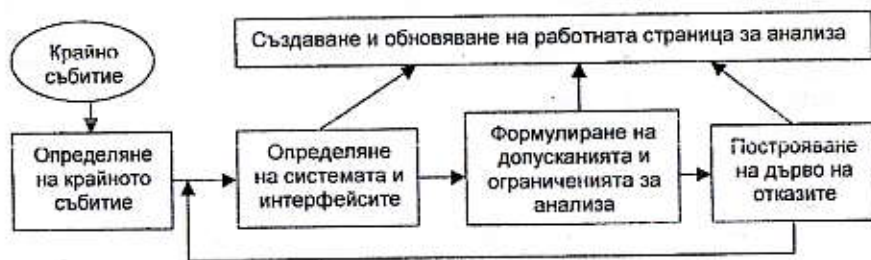 Крайно
събитие
Създаване и обновяване на работната страница за анализа
Определяне
на крайното
събитие
Определяне
на системата и
интерфейсите
Формулиране на
допусканията и
ограниченията за
анализа
Построяване
на дърво на
отказите